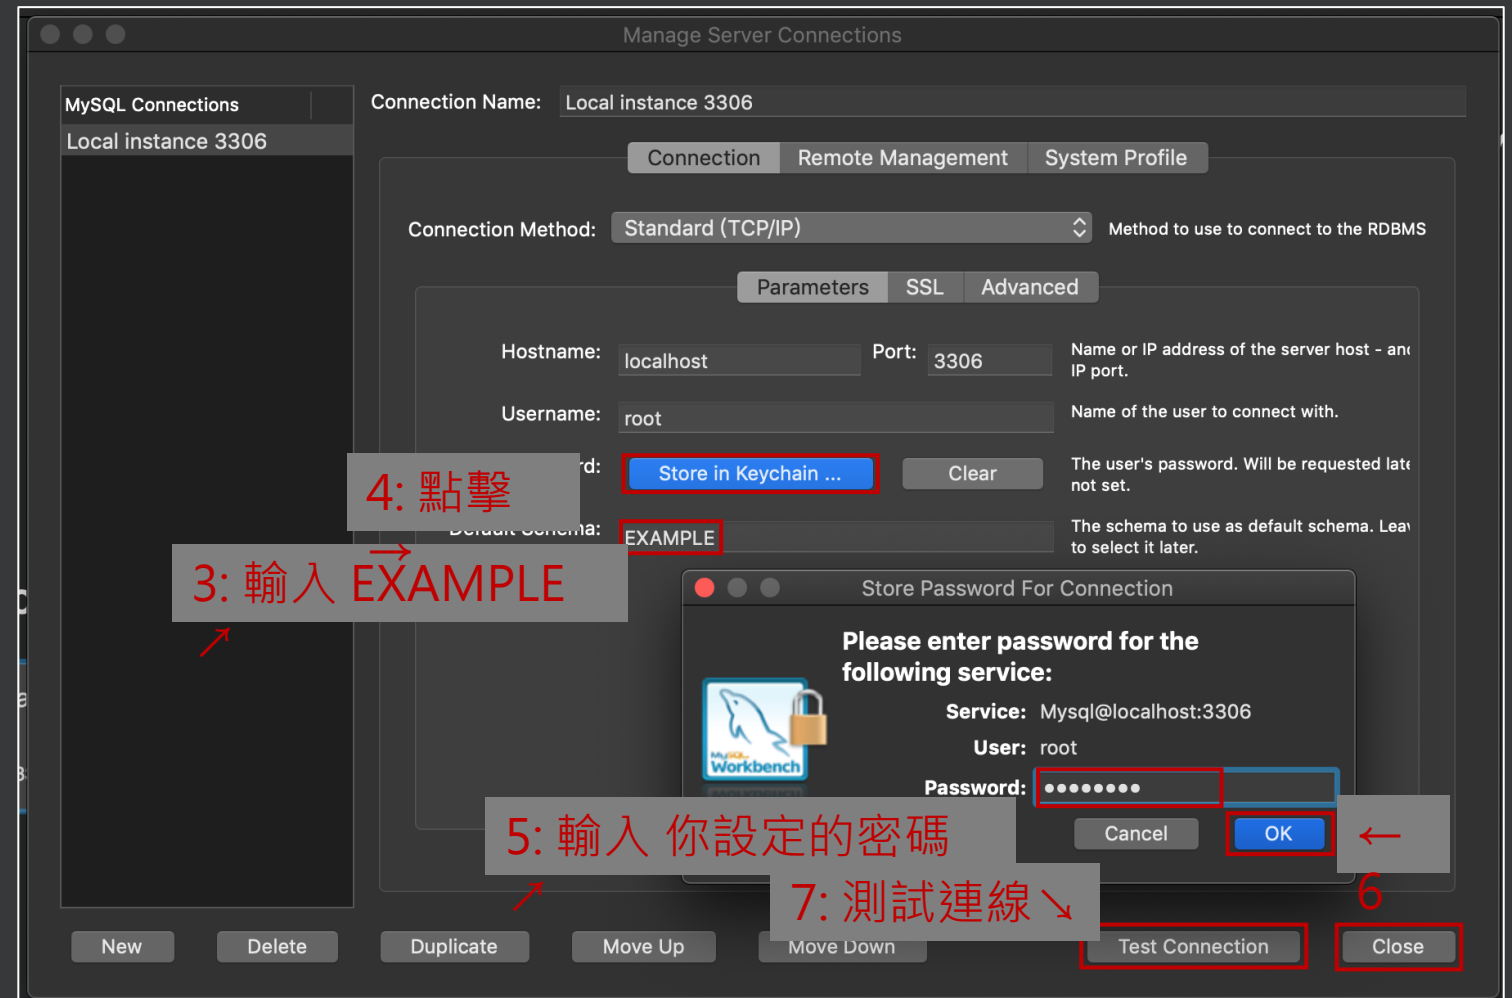 Manage Server Connections
MySQL Connections
Local instance 3306
Connection Name: Local instance 3306
Connection Remote Management System Profile
Connection Method: Standard (TCP/IP) Method to use to connect to the RDBMS
Parameters SSL Advanced
Hostname: localhost Port: 3306 Name or IP address of the server host - and
IP port.
Username: root Name of the user to connect with.
rd: Store in Keychain ... Clear The user's password. Will be requested late
not set.
4: 點擊
→
Default Schema: EXAMPLE The schema to use as default schema. Leav
to select it later.
3: 輸入 EXAMPLE
↗
Store Password For Connection
Please enter password for the
following service:
Service: Mysql@localhost:3306
User: root
MySQL
Workbench
Password: ••••••••
5: 輸入 你設定的密碼
↗
Cancel OK ←
6
7: 測試連線↘
New Delete Duplicate Move Up Move Down Test Connection Close